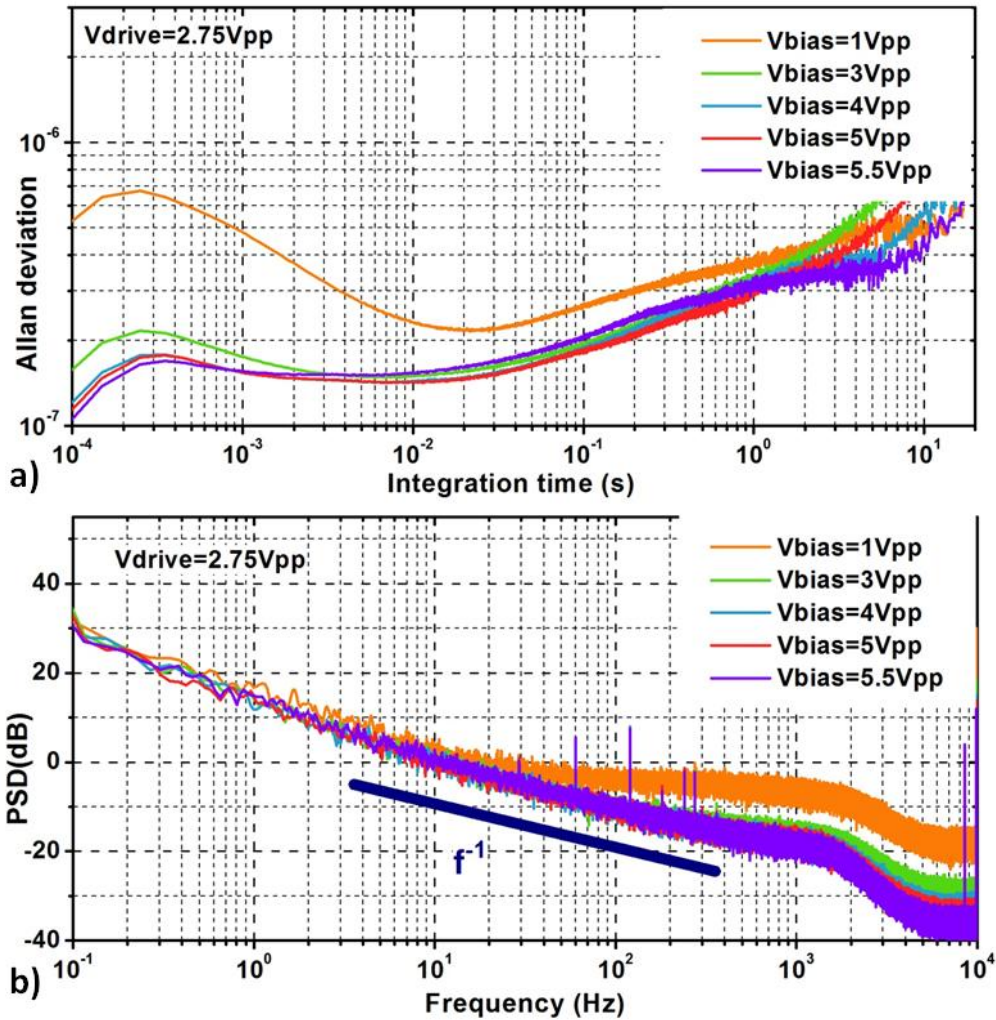 Vdrive=2.75Vpp
Vbias=1Vpp
Vbias=3Vpp
Vbias=4Vpp
Vbias=5Vpp
Vbias=5.5Vpp
10^-6
10^-7
Allan deviation
10^-4 10^-3 10^-2 10^-1 10^0 10^1
Integration time (s)
a)
Vdrive=2.75Vpp
Vbias=1Vpp
Vbias=3Vpp
Vbias=4Vpp
Vbias=5Vpp
Vbias=5.5Vpp
40
20
0
-20
-40
PSD(dB)
f^-1
10^-1 10^0 10^1 10^2 10^3 10^4
Frequency (Hz)
b)